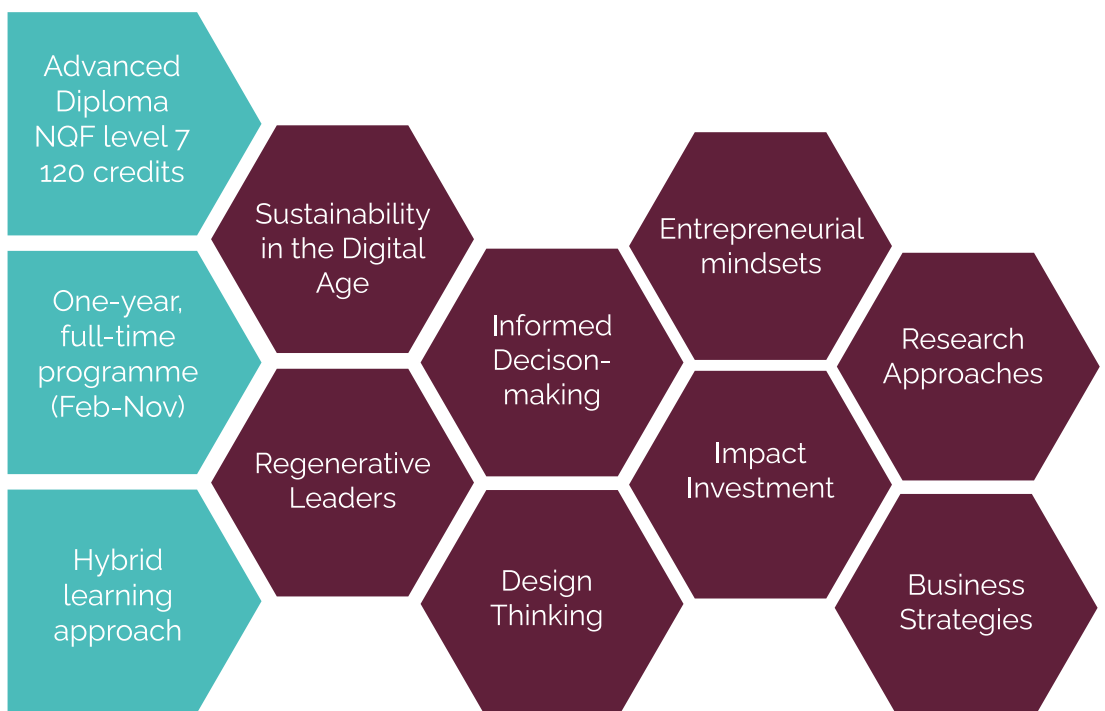 Advanced
Diploma
NQF level 7
120 credits
One-year,
full-time
programme
(Feb-Nov)
Hybrid
learning
approach
Sustainability
in the Digital
Age
Regenerative
Leaders
Informed
Decison-
making
Design
Thinking
Entrepreneurial
mindsets
Impact
Investment
Research
Approaches
Business
Strategies